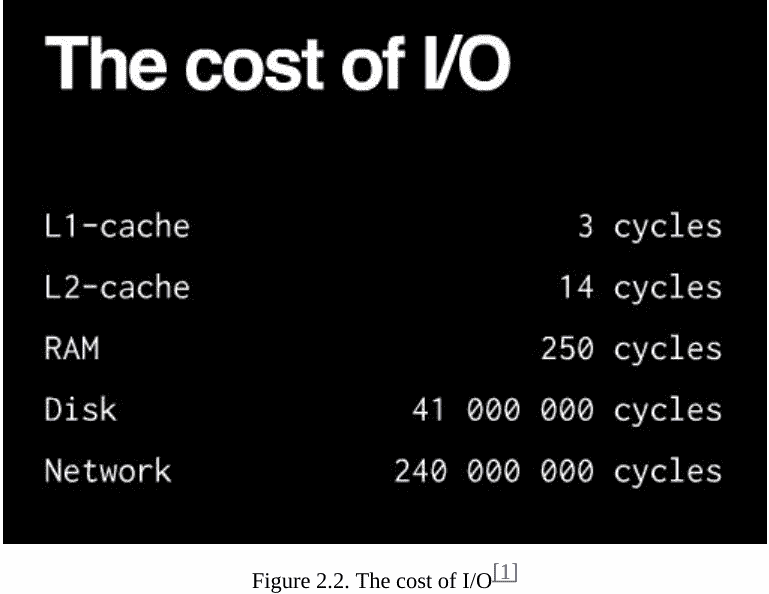 The cost of I/O
L1-cache 3 cycles
L2-cache 14 cycles
RAM 250 cycles
Disk 41 000 000 cycles
Network 240 000 000 cycles
Figure 2.2. The cost of I/O[1]